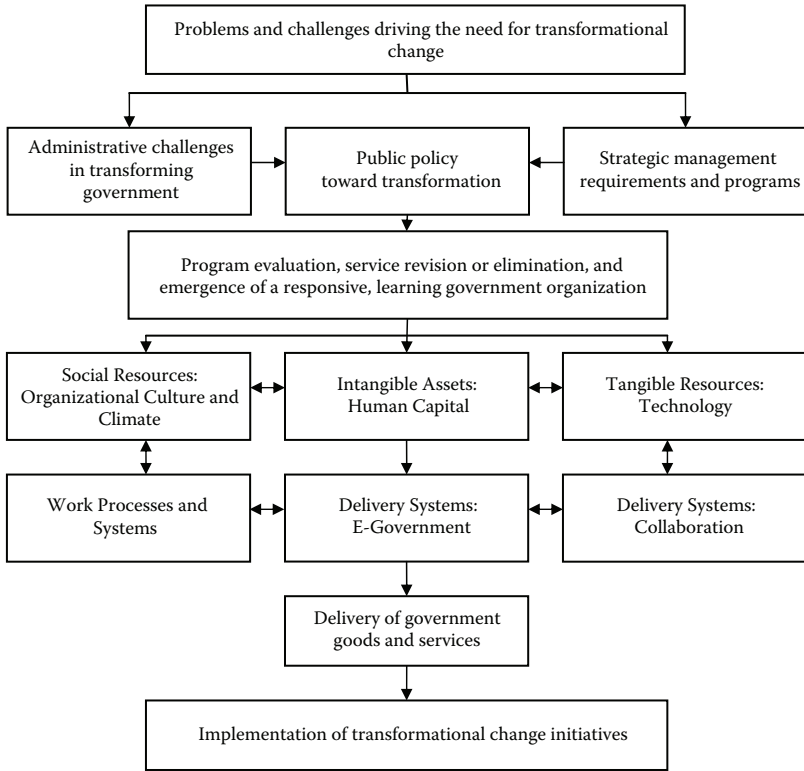 Problems and challenges driving the need for transformational
change
Administrative challenges
in transforming
government
Public policy
toward transformation
Strategic management
requirements and programs
Program evaluation, service revision or elimination, and
emergence of a responsive, learning government organization
Social Resources:
Organizational Culture and
Climate
Intangible Assets:
Human Capital
Tangible Resources:
Technology
Work Processes and
Systems
Delivery Systems:
E-Government
Delivery Systems:
Collaboration
Delivery of government
goods and services
Implementation of transformational change initiatives